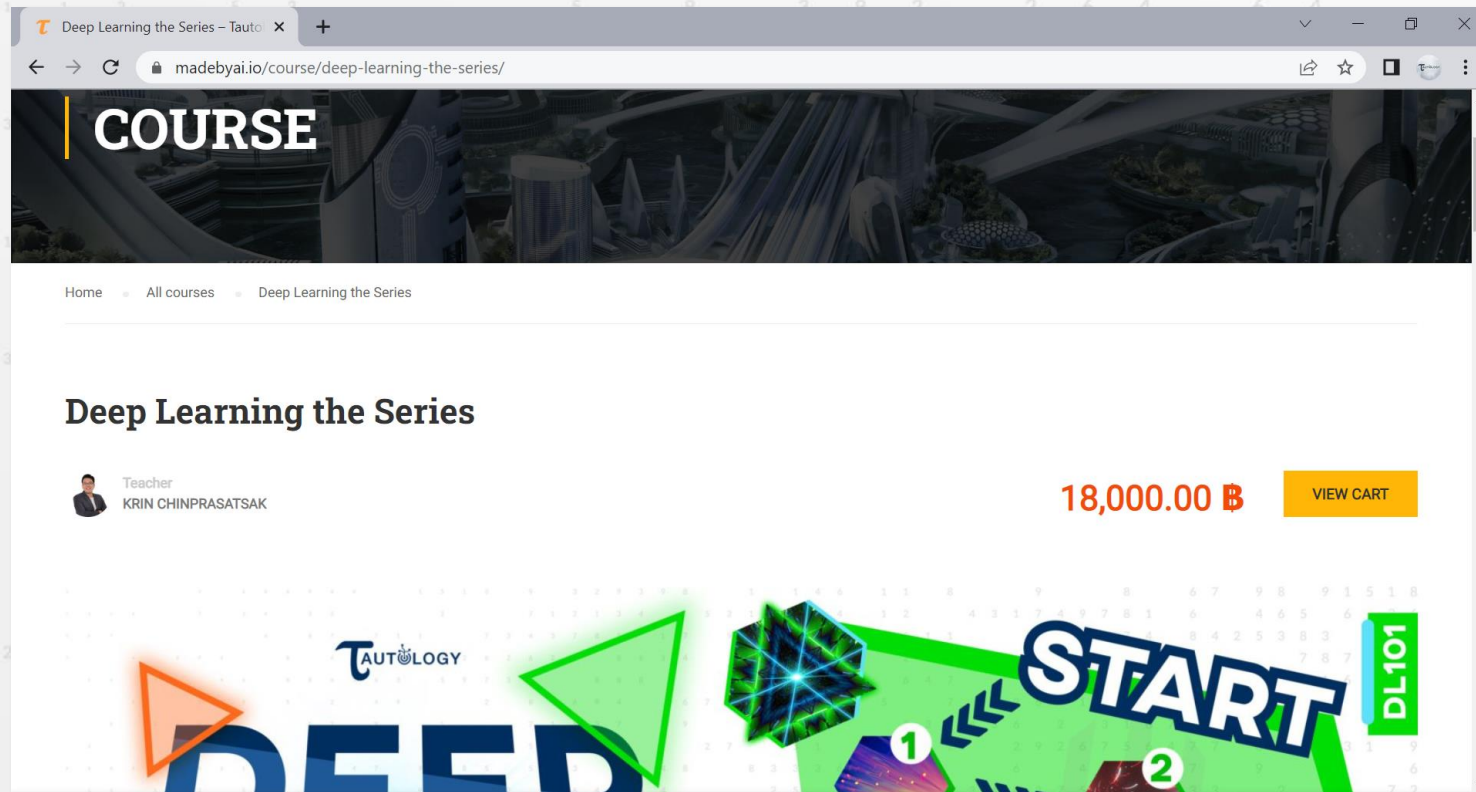 Deep Learning the Series – Tauto
madebyai.io/course/deep-learning-the-series/
COURSE
Home All courses Deep Learning the Series
Deep Learning the Series
Teacher
KRIN CHINPRASATSAK
18,000.00 ฿
VIEW CART
TAUTOLOGY
DEEP
START
DL101
1
2